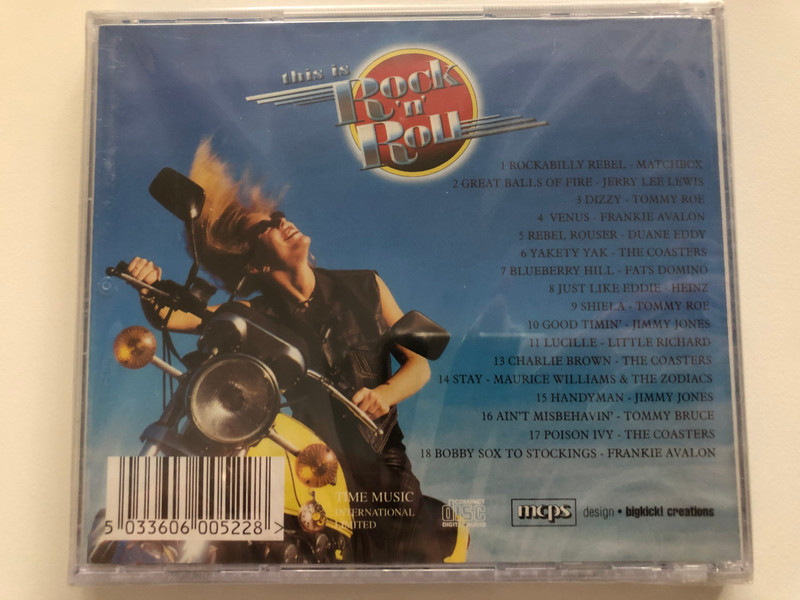 this is
Rock
'n'
Roll
1 ROCKABILLY REBEL - MATCHBOX
2 GREAT BALLS OF FIRE - JERRY LEE LEWIS
3 DIZZY - TOMMY ROE
4 VENUS - FRANKIE AVALON
5 REBEL ROUSER - DUANE EDDY
6 YAKETY YAK - THE COASTERS
7 BLUEBERRY HILL - FATS DOMINO
8 JUST LIKE EDDIE - HEINZ
9 SHIELA - TOMMY ROE
10 GOOD TIMIN' - JIMMY JONES
11 LUCILLE - LITTLE RICHARD
13 CHARLIE BROWN - THE COASTERS
14 STAY - MAURICE WILLIAMS & THE ZODIACS
15 HANDYMAN - JIMMY JONES
16 AIN'T MISBEHAVIN' - TOMMY BRUCE
17 POISON IVY - THE COASTERS
18 BOBBY SOX TO STOCKINGS - FRANKIE AVALON
5 033606 005228 >
TIME MUSIC
INTERNATIONAL
LIMITED
COMPACT
disc
DIGITAL AUDIO
mcps
design • bigkick! creations